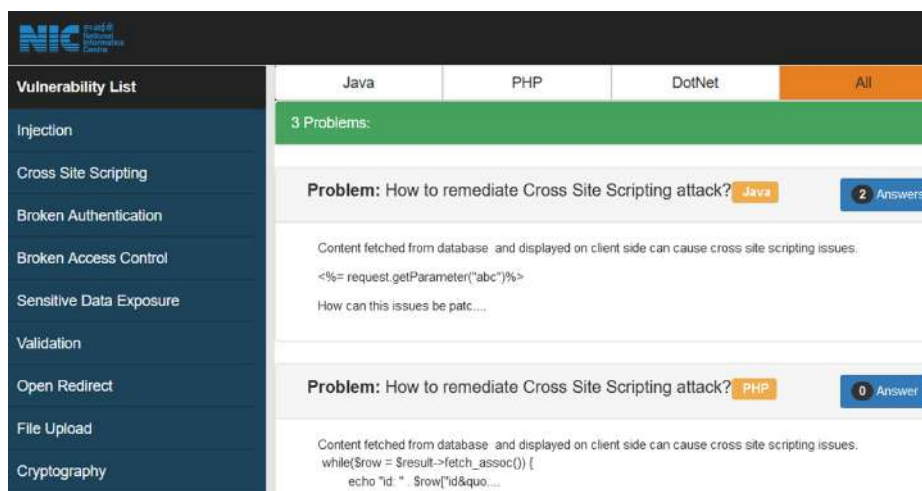 NIC
एन आई सी
National
Informatics
Centre
Vulnerability List
Injection
Cross Site Scripting
Broken Authentication
Broken Access Control
Sensitive Data Exposure
Validation
Open Redirect
File Upload
Cryptography
Java PHP DotNet All
3 Problems:
Problem: How to remediate Cross Site Scripting attack? Java 2 Answers
Content fetched from database and displayed on client side can cause cross site scripting issues.
<%= request.getParameter("abc")%>
How can this issues be patc....
Problem: How to remediate Cross Site Scripting attack? PHP 0 Answer
Content fetched from database and displayed on client side can cause cross site scripting issues.
while($row = $result->fetch_assoc()) {
echo "id: " . $row["id&quo....